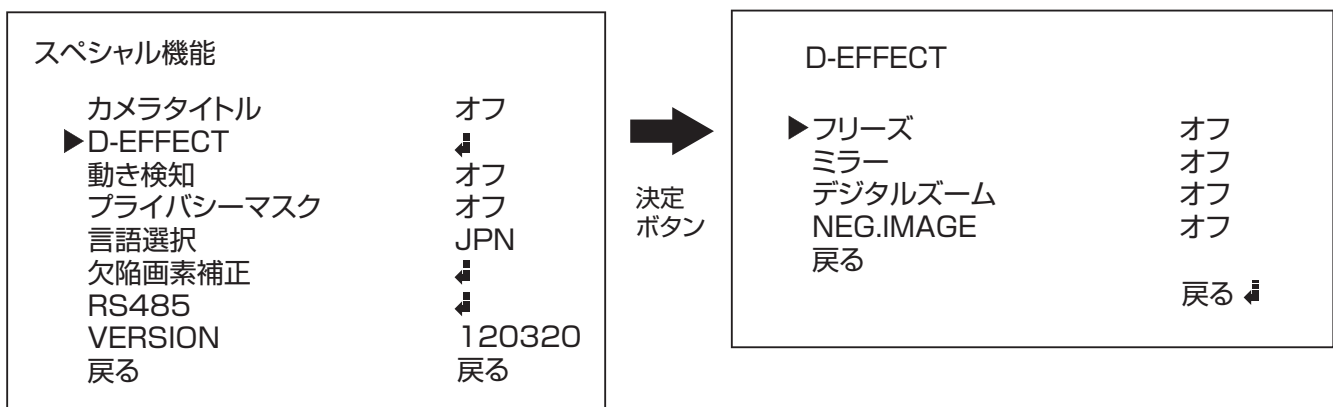 スペシャル機能
カメラタイトル オフ
▶D-EFFECT ↲
動き検知 オフ
プライバシーマスク オフ
言語選択 JPN
欠陥画素補正 ↲
RS485 ↲
VERSION 120320
戻る 戻る
決定
ボタン
D-EFFECT
▶フリーズ オフ
ミラー オフ
デジタルズーム オフ
NEG.IMAGE オフ
戻る
戻る ↲